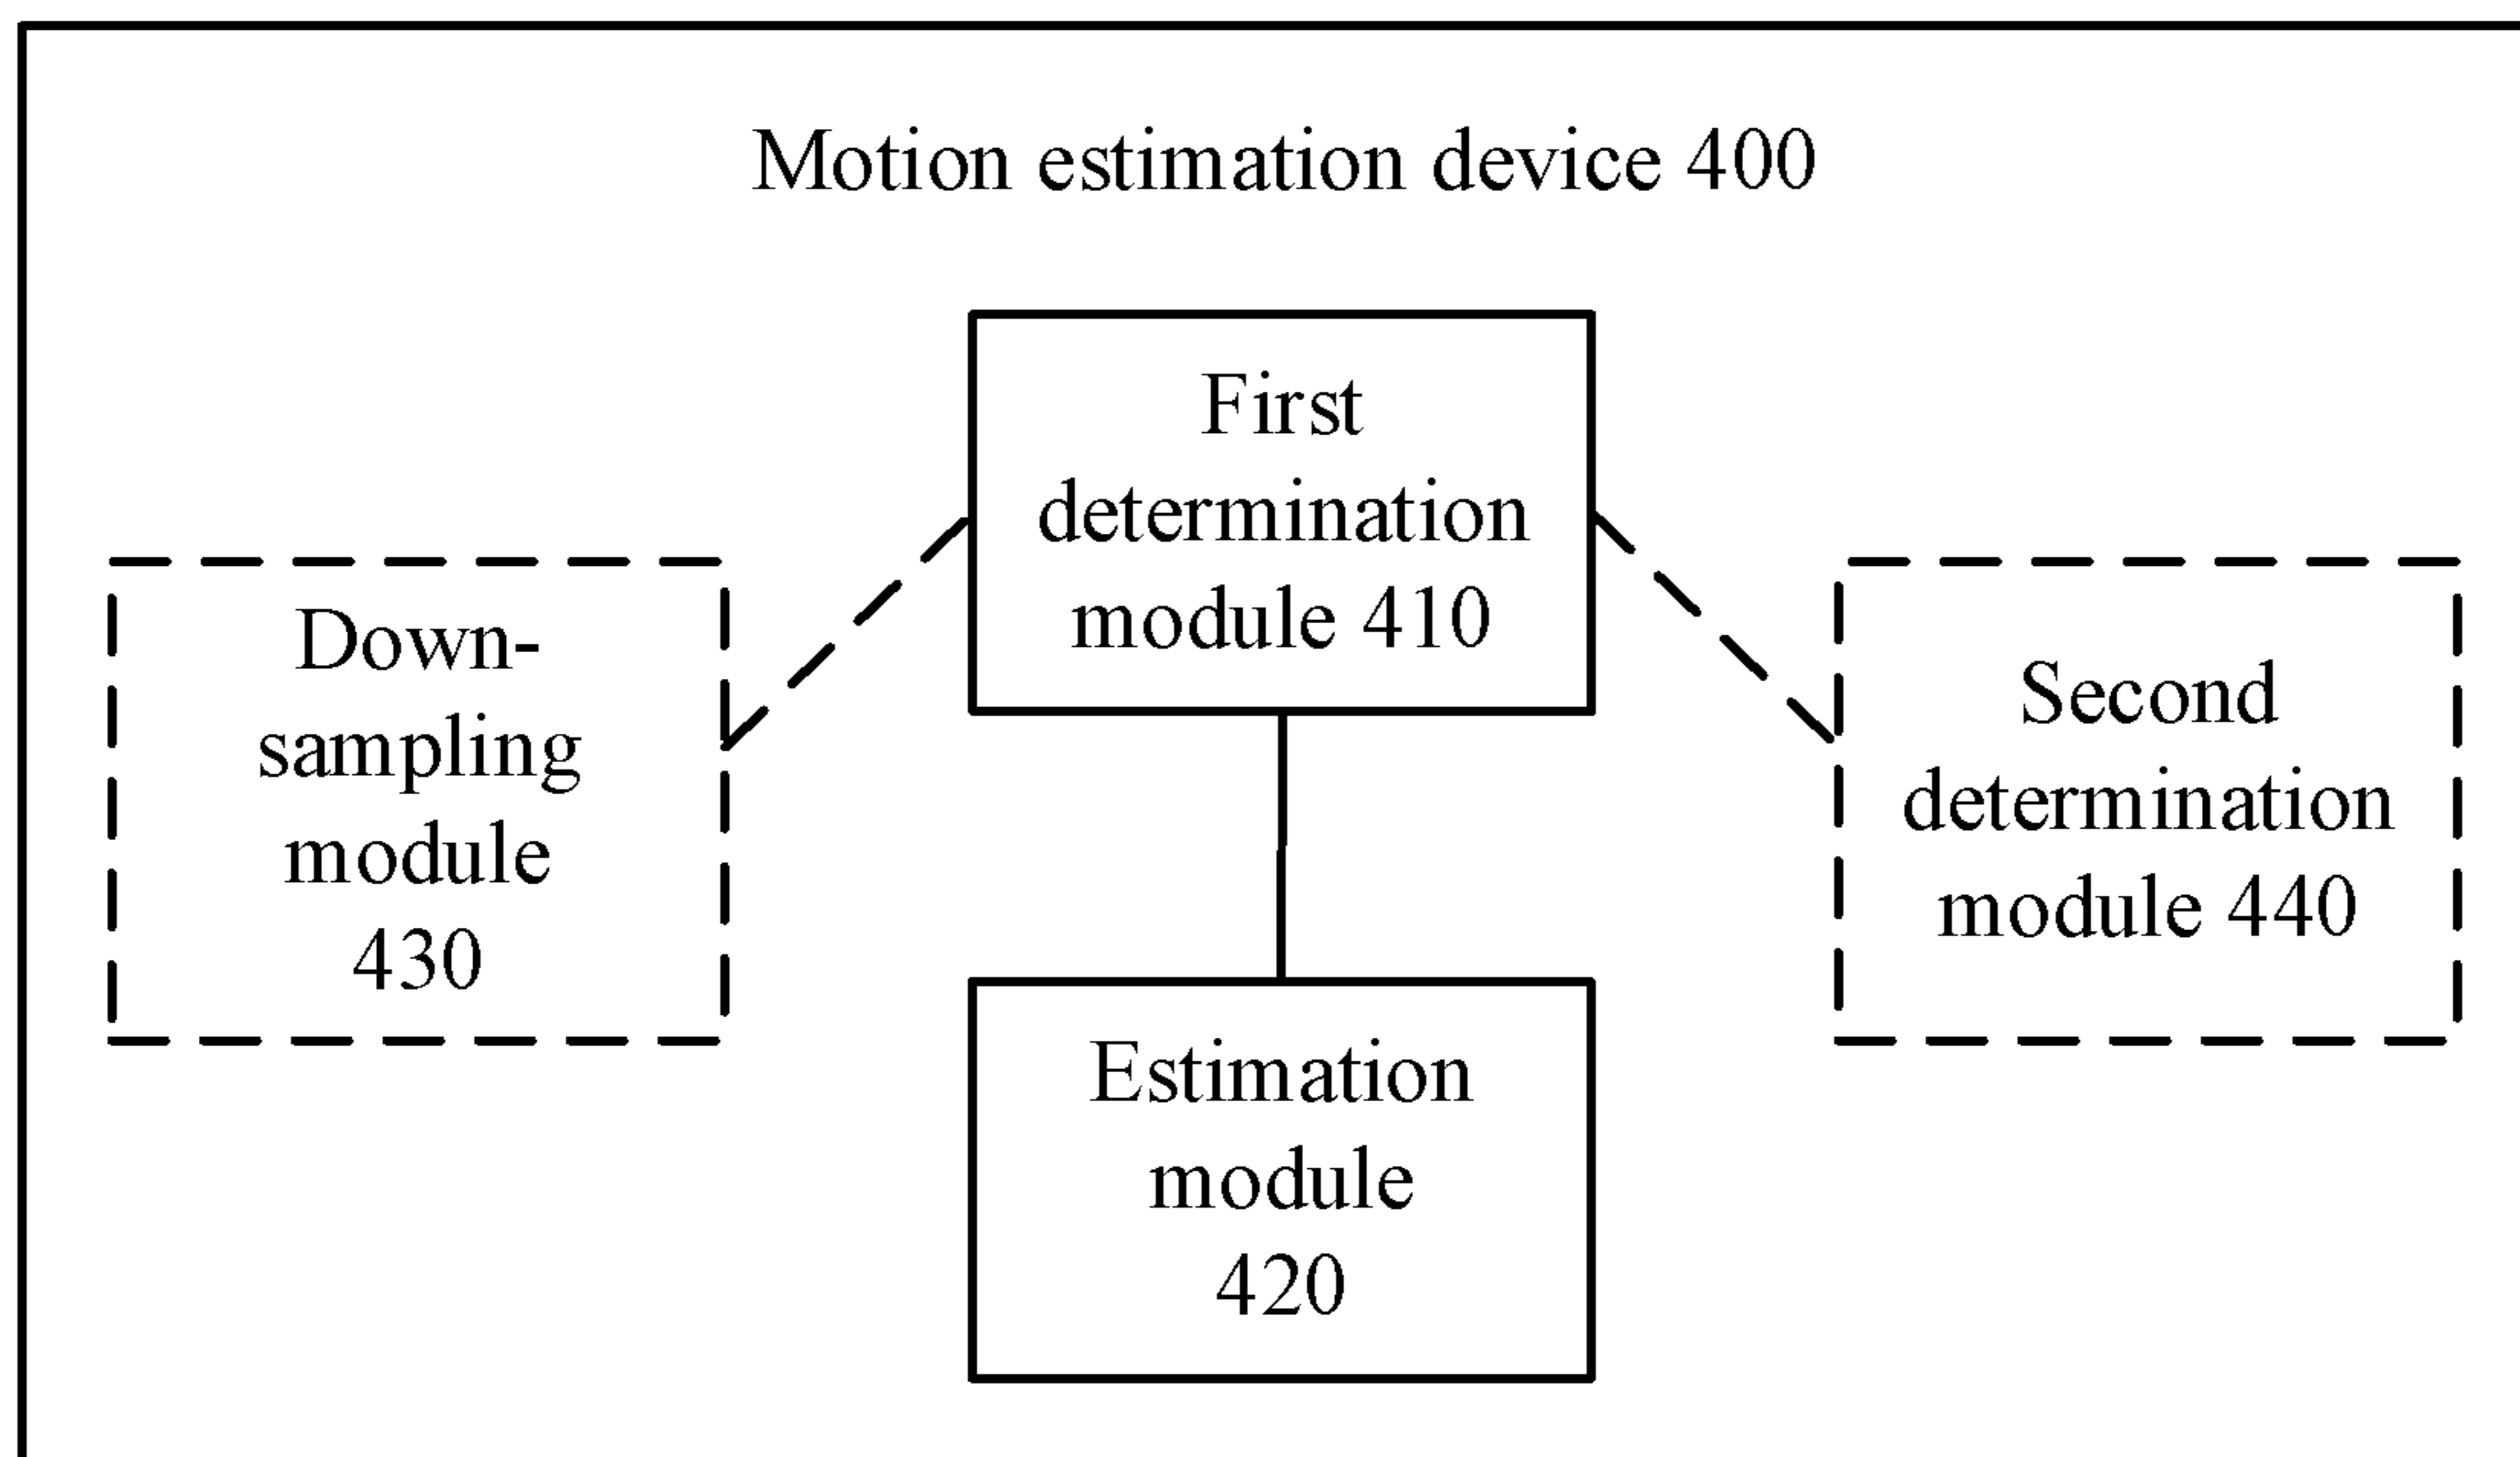 Motion estimation device 400
First
determination
module 410
Down-
sampling
module
430
Second
determination
module 440
Estimation
module
420